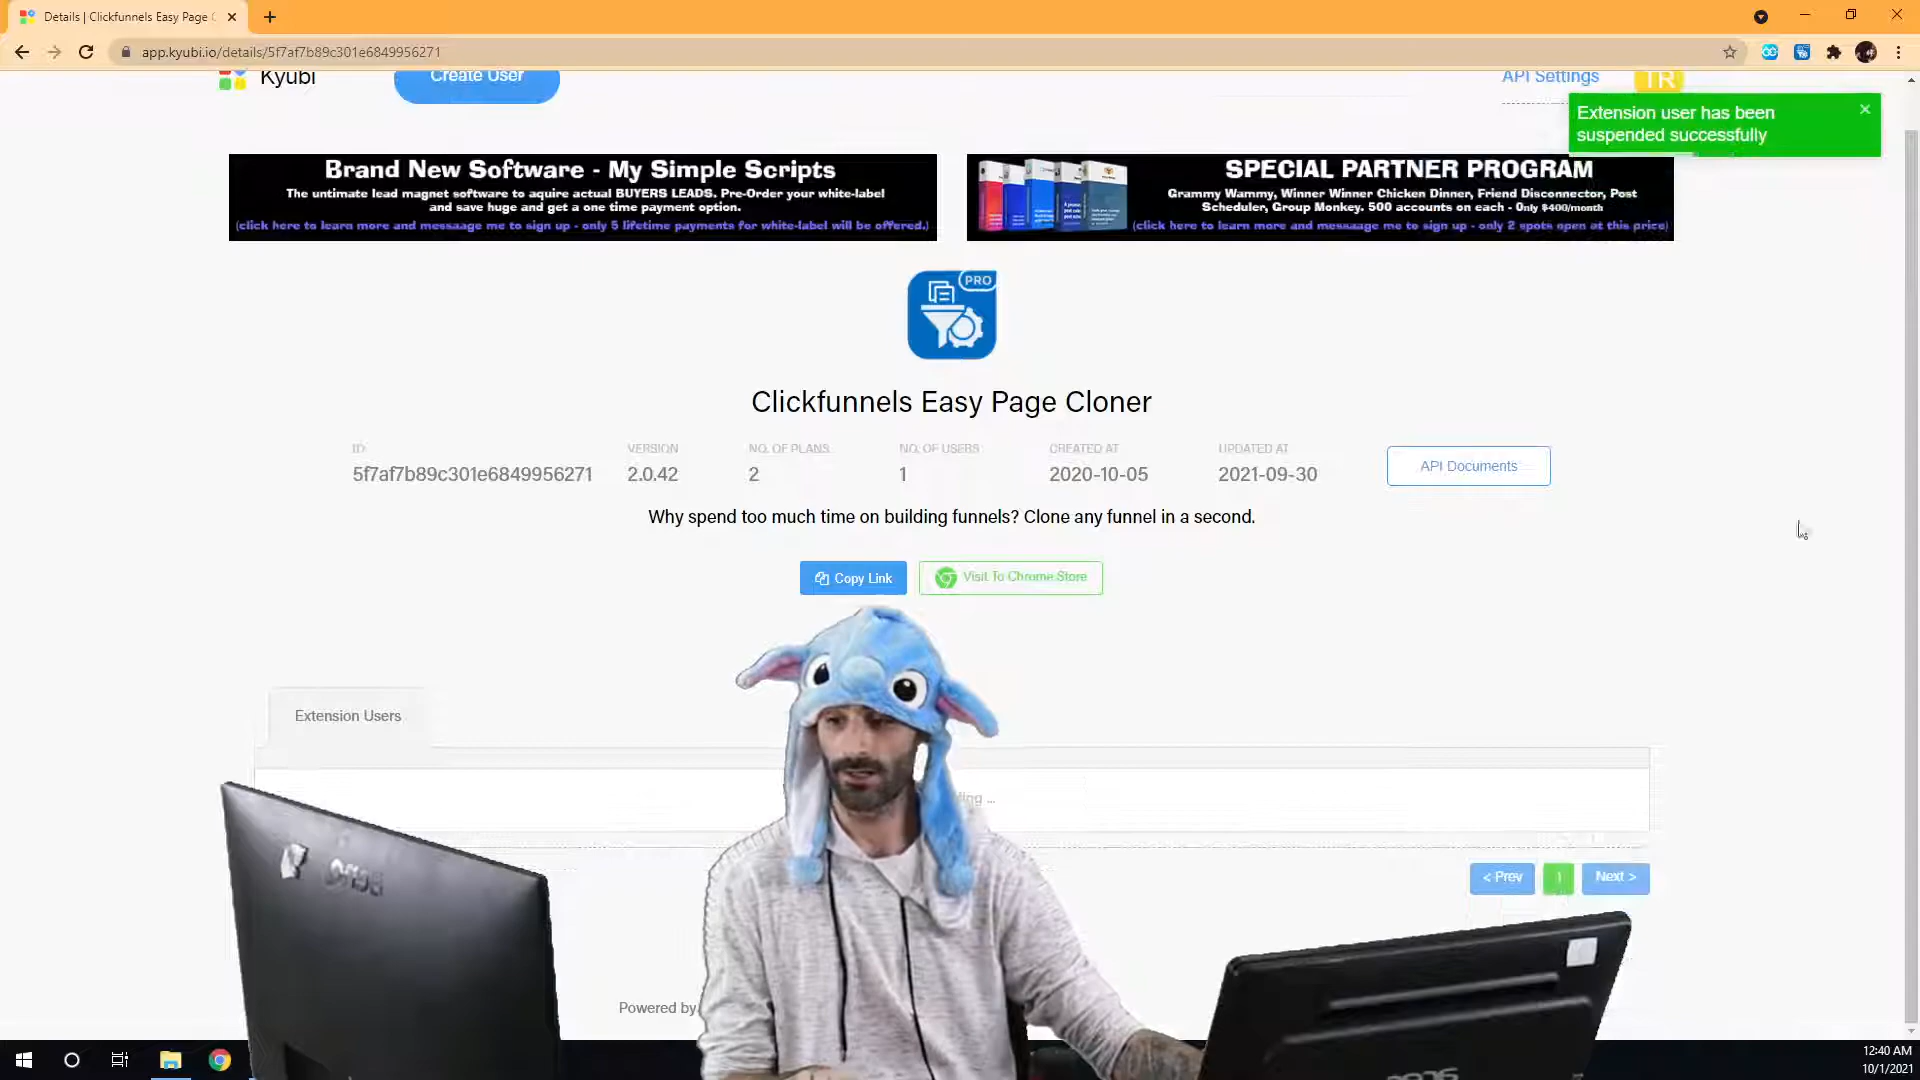 Details | Clickfunnels Easy Page C
app.kyubi.io/details/5f7af7b89c301e6849956271
Kyubi
Create User
API Settings
TR
Extension user has been
suspended successfully
Brand New Software - My Simple Scripts
The untimate lead magnet software to aquire actual BUYERS LEADS. Pre-Order your white-label
and save huge and get a one time payment option.
(click here to learn more and messaage me to sign up - only 5 lifetime payments for white-label will be offered.)
SPECIAL PARTNER PROGRAM
Grammy Wammy, Winner Winner Chicken Dinner, Friend Disconnector, Post
Scheduler, Group Monkey. 500 accounts on each - Only $400/month
(click here to learn more and messaage me to sign up - only 2 spots open at this price)
PRO
Clickfunnels Easy Page Cloner
ID
VERSION
NO. OF PLANS
NO. OF USERS
CREATED AT
UPDATED AT
5f7af7b89c301e6849956271
2.0.42
2
1
2020-10-05
2021-09-30
API Documents
Why spend too much time on building funnels? Clone any funnel in a second.
Copy Link
Visit To Chrome Store
Extension Users
ding ...
< Prev
1
Next >
Powered by
BenQ
12:40 AM
10/1/2021